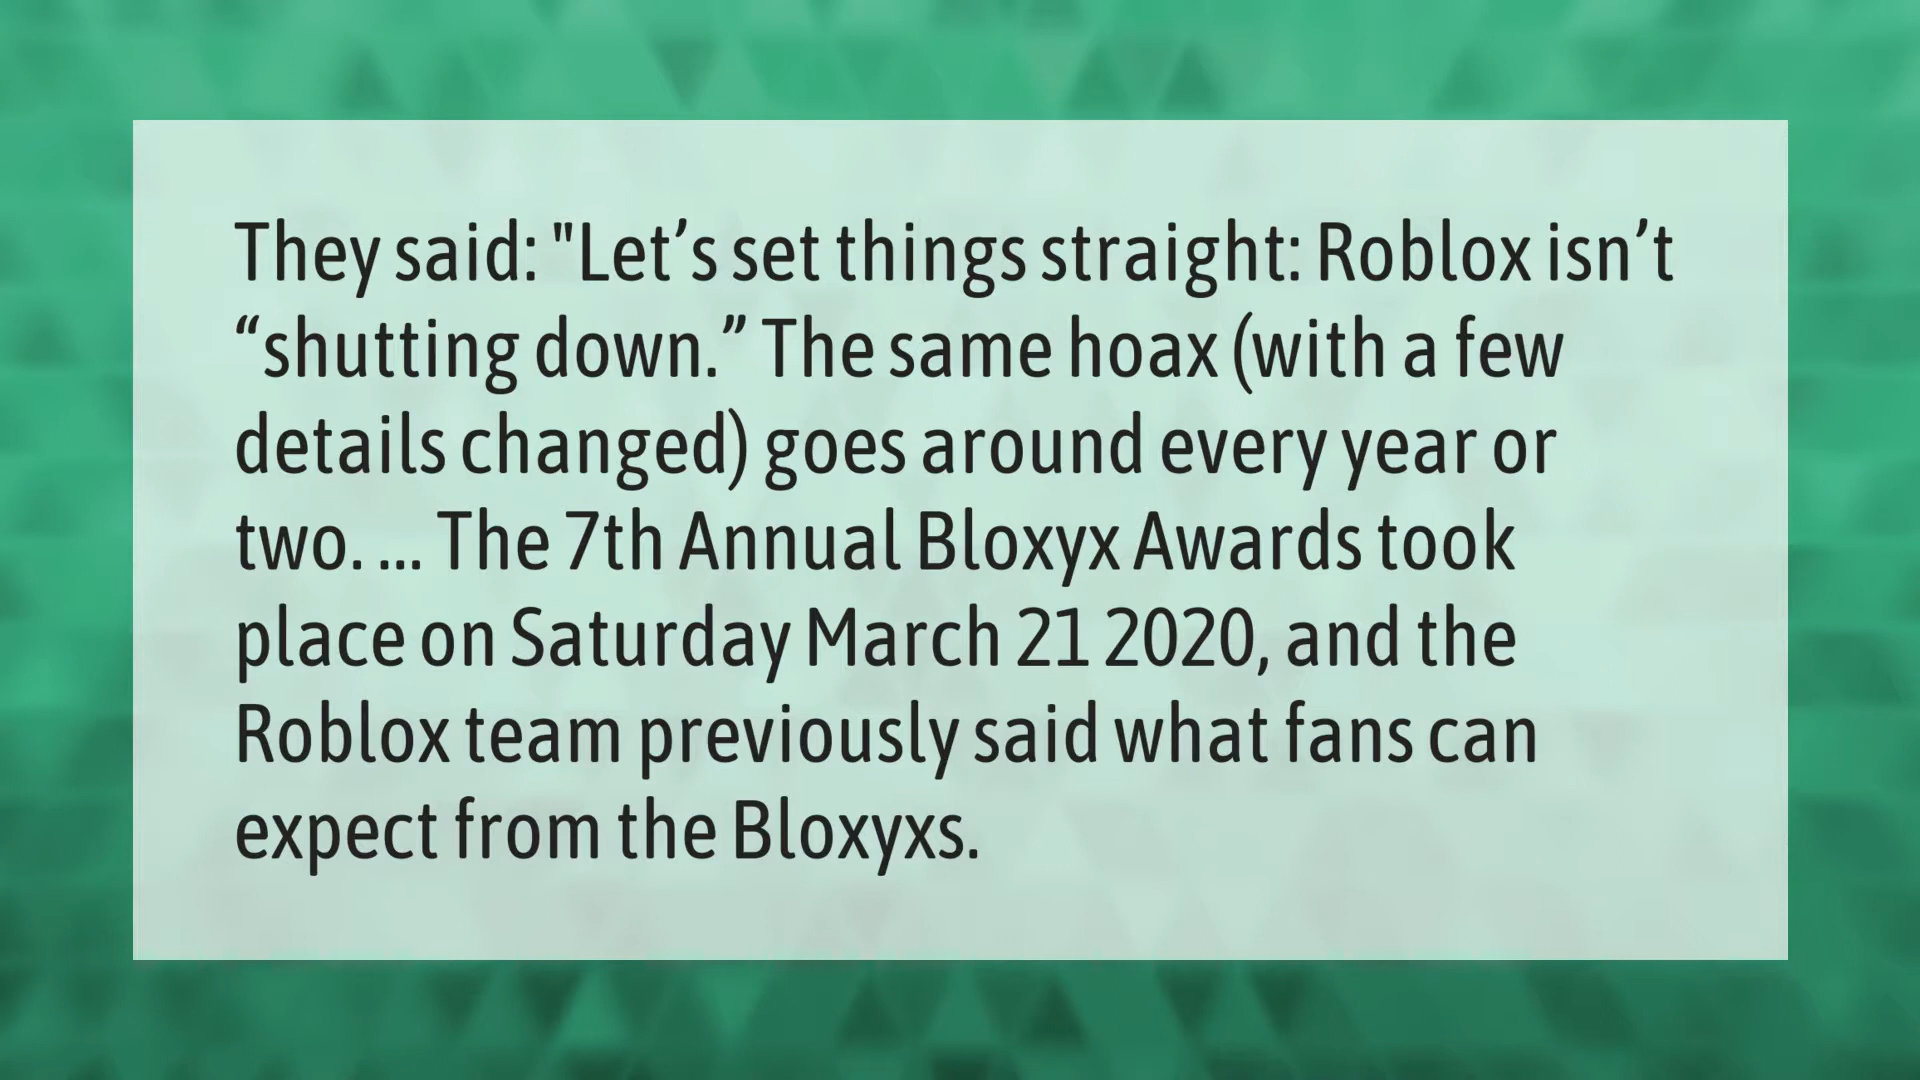 They said: "Let’s set things straight: Roblox isn’t
“shutting down.” The same hoax (with a few
details changed) goes around every year or
two. ... The 7th Annual Bloxyx Awards took
place on Saturday March 21 2020, and the
Roblox team previously said what fans can
expect from the Bloxyxs.